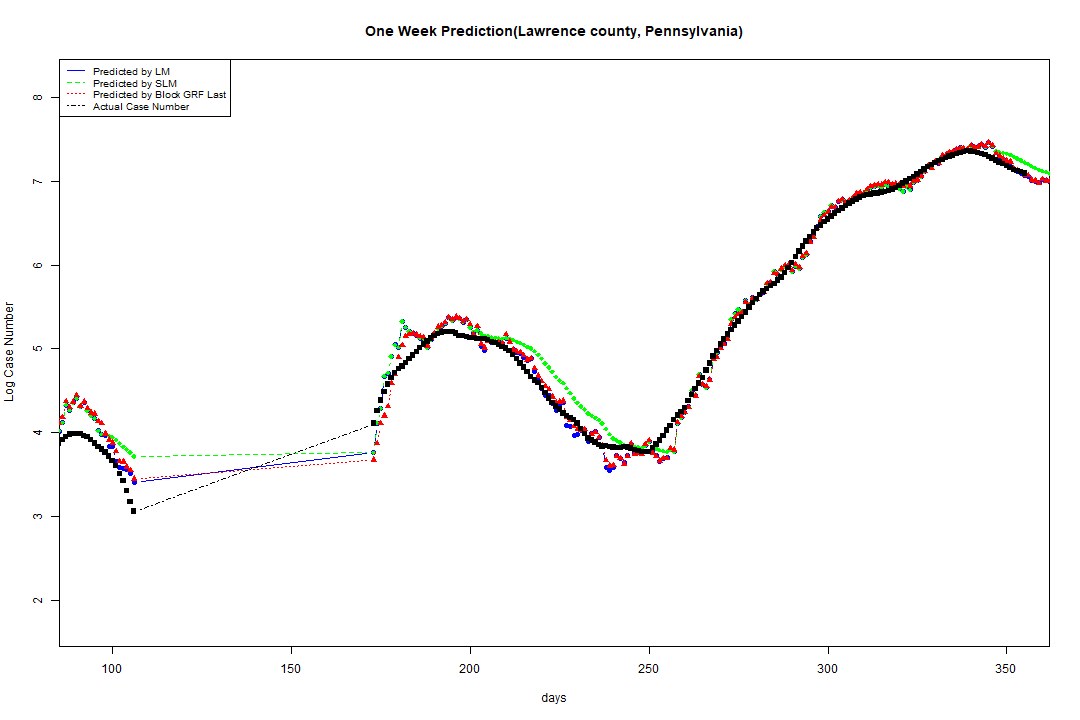 One Week Prediction(Lawrence county, Pennsylvania)
Predicted by LM
Predicted by SLM
Predicted by Block GRF Last
Actual Case Number
8
7
6
5
4
3
2
Log Case Number
100 150 200 250 300 350
days